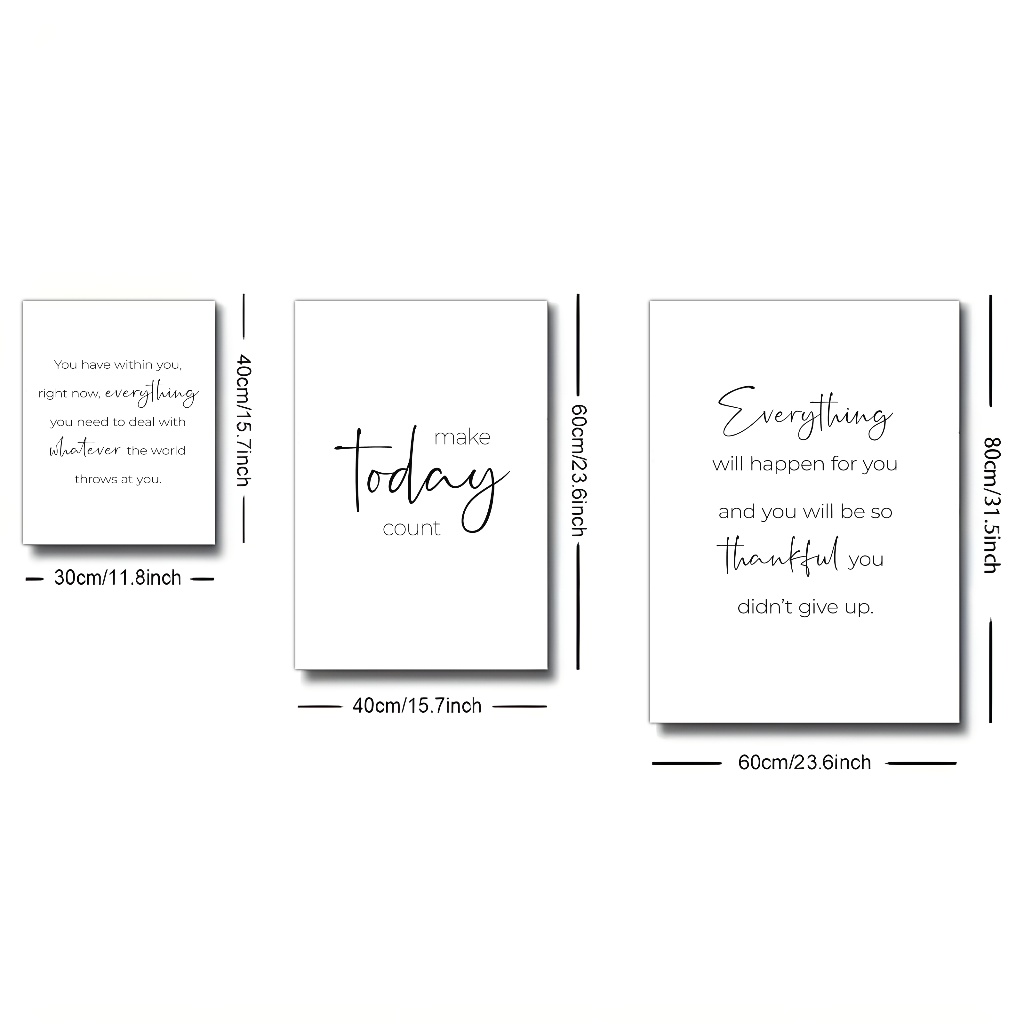 You have within you,
right now, everything
you need to deal with
whatever the world
throws at you.
40cm/15.7inch
30cm/11.8inch
make
today
count
60cm/23.6inch
40cm/15.7inch
Everything
will happen for you
and you will be so
thankful you
didn't give up.
80cm/31.5inch
60cm/23.6inch